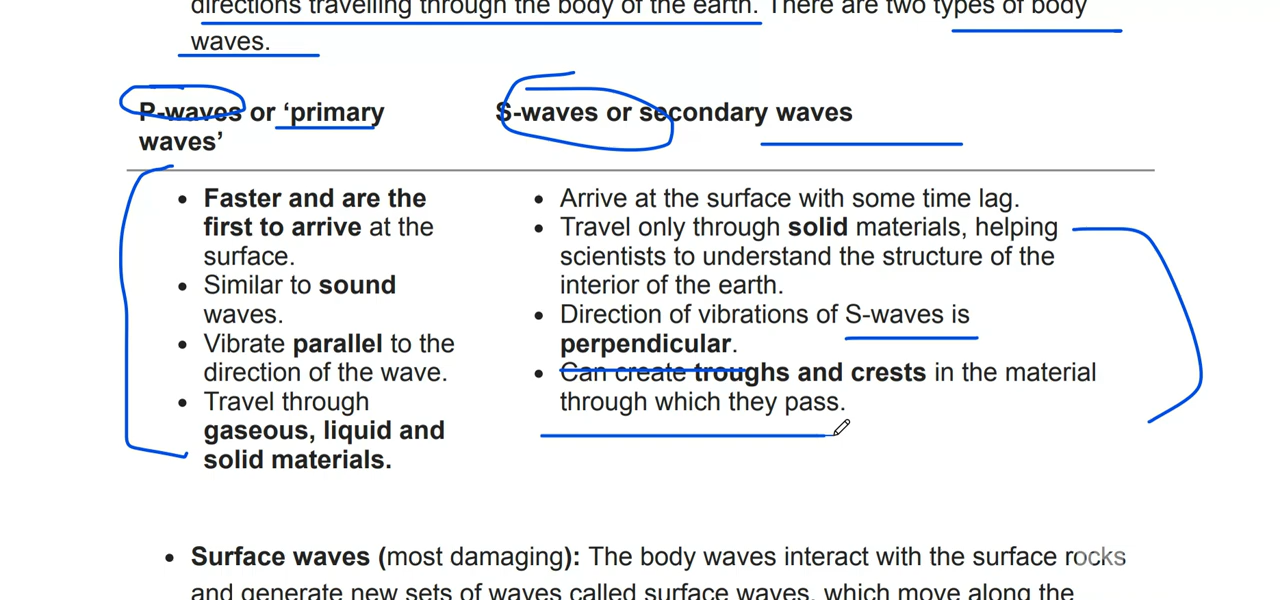 directions travelling through the body of the earth. There are two types of body
waves.
P-waves or ‘primary
waves’
S-waves or secondary waves
• Faster and are the
first to arrive at the
surface.
• Similar to sound
waves.
• Vibrate parallel to the
direction of the wave.
• Travel through
gaseous, liquid and
solid materials.
• Arrive at the surface with some time lag.
• Travel only through solid materials, helping
scientists to understand the structure of the
interior of the earth.
• Direction of vibrations of S-waves is
perpendicular.
• Can create troughs and crests in the material
through which they pass.
• Surface waves (most damaging): The body waves interact with the surface rocks
and generate new sets of waves called surface waves, which move along the